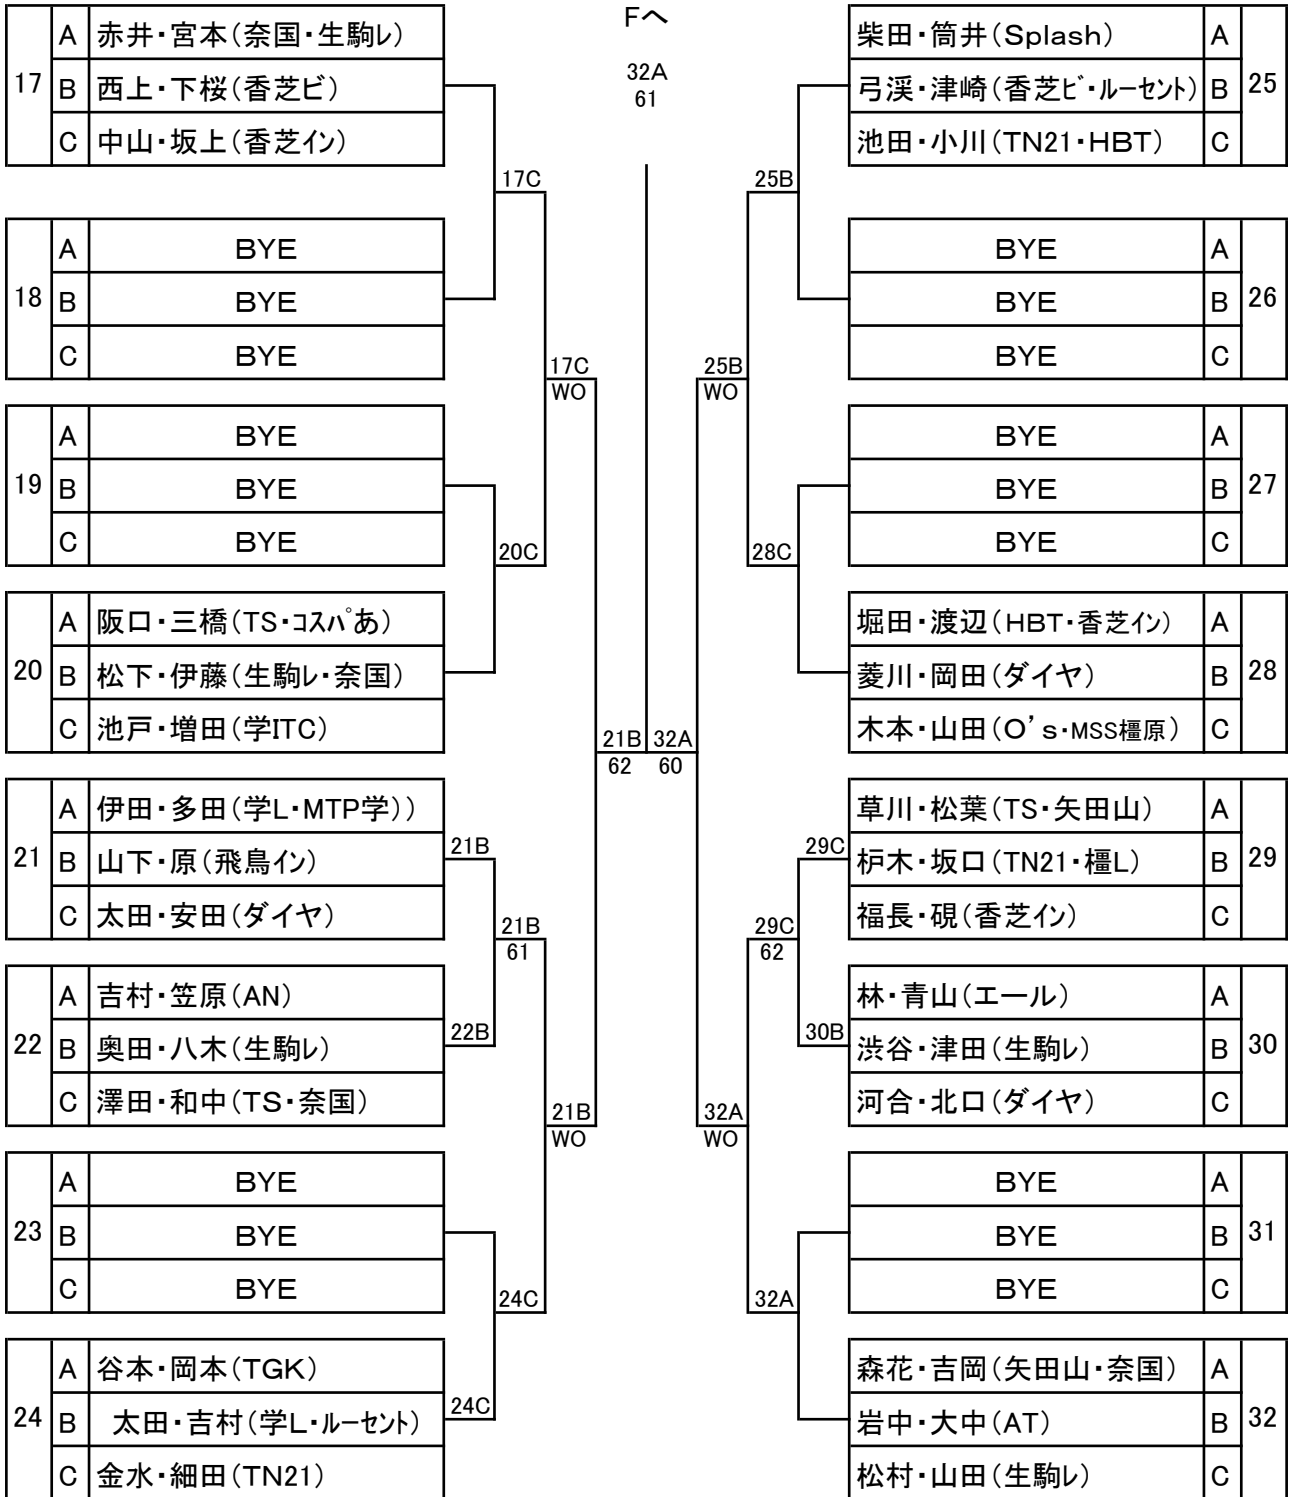 Fへ
32A
61
17
A 赤井・宮本(奈国・生駒レ)
B 西上・下桜(香芝ビ)
C 中山・坂上(香芝イン)
17C
18
A BYE
B BYE
C BYE
17C
WO
19
A BYE
B BYE
C BYE
20C
20
A 阪口・三橋(TS・コスパあ)
B 松下・伊藤(生駒レ・奈国)
C 池戸・増田(学ITC)
21B
62
21
A 伊田・多田(学L・MTP学))
B 山下・原(飛鳥イン)
C 太田・安田(ダイヤ)
21B
21B
61
22
A 吉村・笠原(AN)
B 奥田・八木(生駒レ)
C 澤田・和中(TS・奈国)
22B
21B
WO
23
A BYE
B BYE
C BYE
24C
24
A 谷本・岡本(TGK)
B 太田・吉村(学L・ルーセント)
C 金水・細田(TN21)
24C
柴田・筒井(Splash) A
弓渓・津崎(香芝ビ・ルーセント) B
池田・小川(TN21・HBT) C
25
25B
BYE A
BYE B
BYE C
26
25B
WO
BYE A
BYE B
BYE C
27
28C
堀田・渡辺(HBT・香芝イン) A
菱川・岡田(ダイヤ) B
木本・山田(O's・MSS橿原) C
28
32A
60
草川・松葉(TS・矢田山) A
枦木・坂口(TN21・橿L) B
福長・硯(香芝イン) C
29
29C
29C
62
林・青山(エール) A
渋谷・津田(生駒レ) B
河合・北口(ダイヤ) C
30
30B
32A
WO
BYE A
BYE B
BYE C
31
32A
森花・吉岡(矢田山・奈国) A
岩中・大中(AT) B
松村・山田(生駒レ) C
32